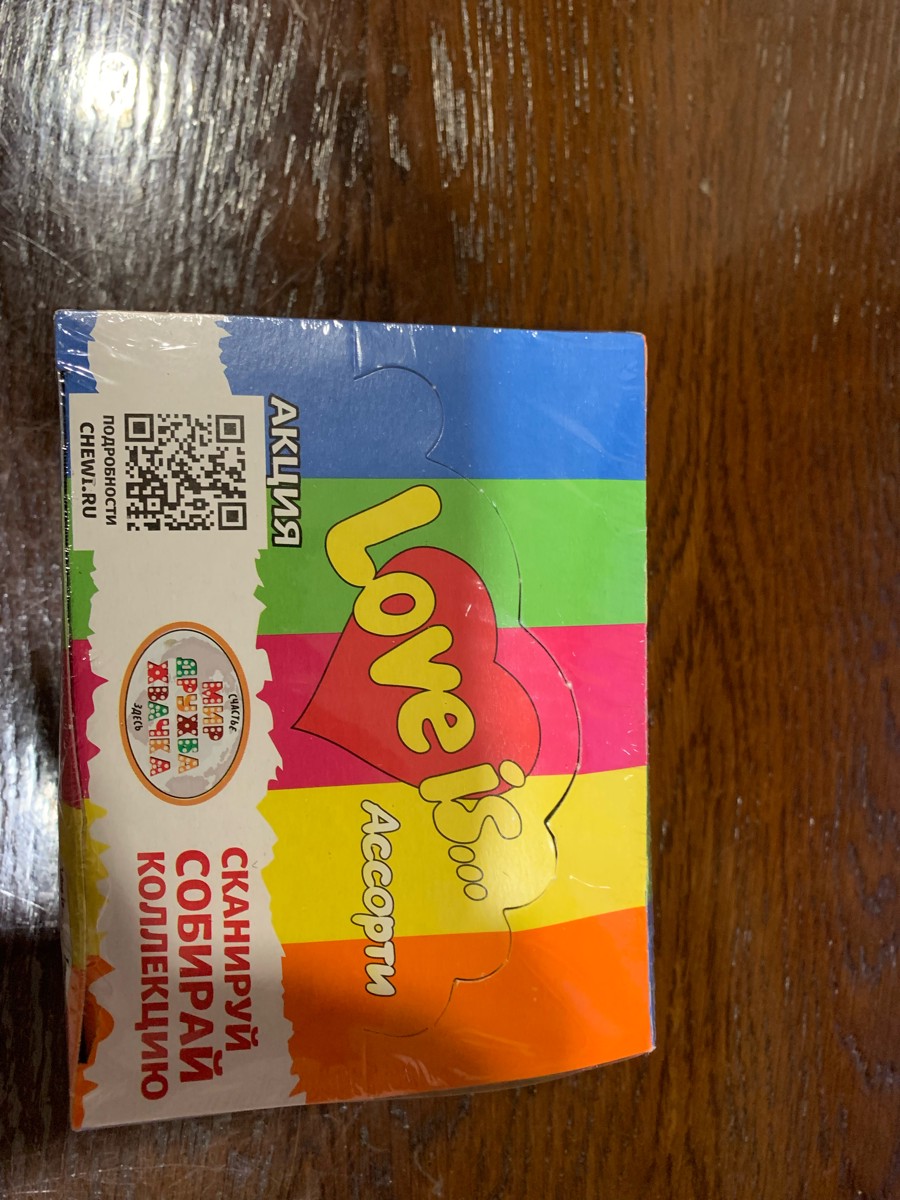 Love is...
Ассорти
АКЦИЯ
ПОДРОБНОСТИ
CHEWI.RU
СЧАСТЬЕ
МИР
ДРУЖБА
ЖВАЧКА
ЗДЕСЬ
СКАНИРУЙ
СОБИРАЙ
КОЛЛЕКЦИЮ